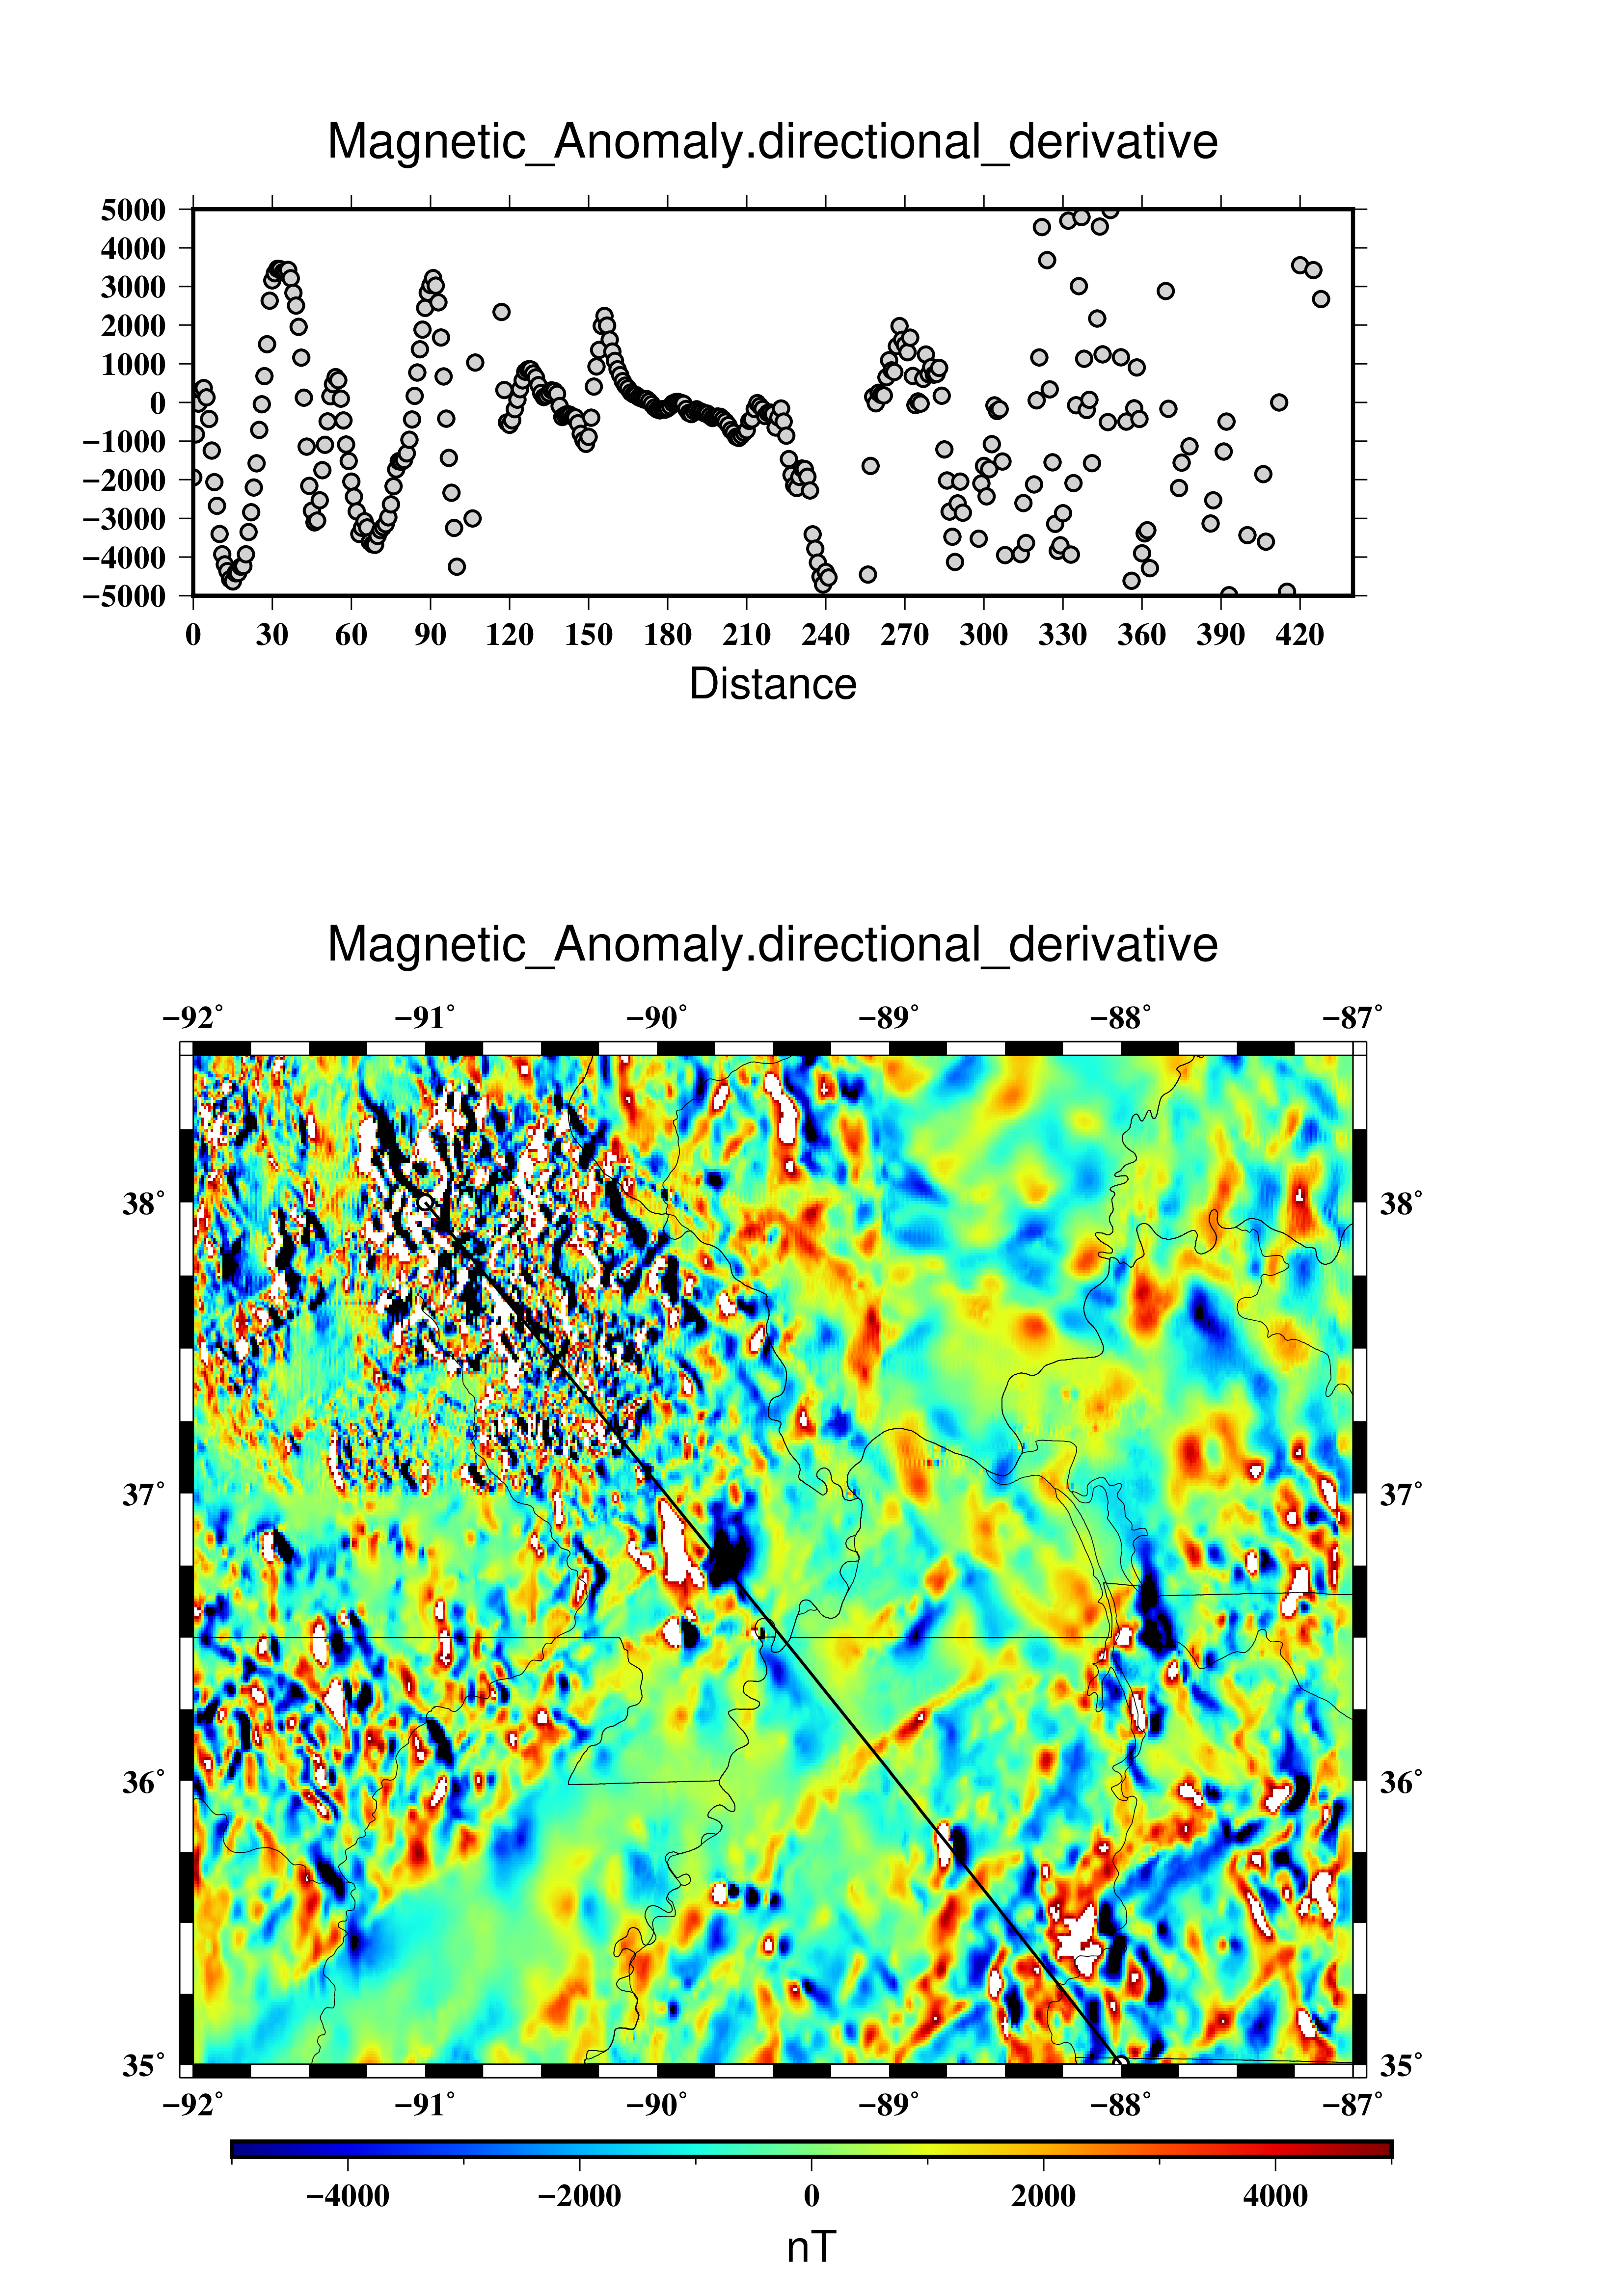 Magnetic_Anomaly.directional_derivative
5000
4000
3000
2000
1000
0
−1000
−2000
−3000
−4000
−5000
0 30 60 90 120 150 180 210 240 270 300 330 360 390 420
Distance
Magnetic_Anomaly.directional_derivative
−92˚ −91˚ −90˚ −89˚ −88˚ −87˚
38˚ 38˚
37˚ 37˚
36˚ 36˚
35˚ 35˚
−92˚ −91˚ −90˚ −89˚ −88˚ −87˚
−4000 −2000 0 2000 4000
nT